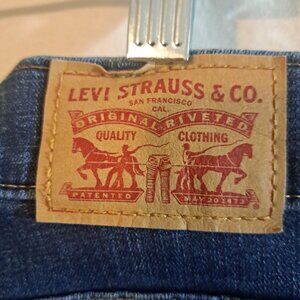 LEVI STRAUSS & CO.
SAN FRANCISCO
CAL.
ORIGINAL RIVETED
QUALITY CLOTHING
PATENTED MAY 20 1873